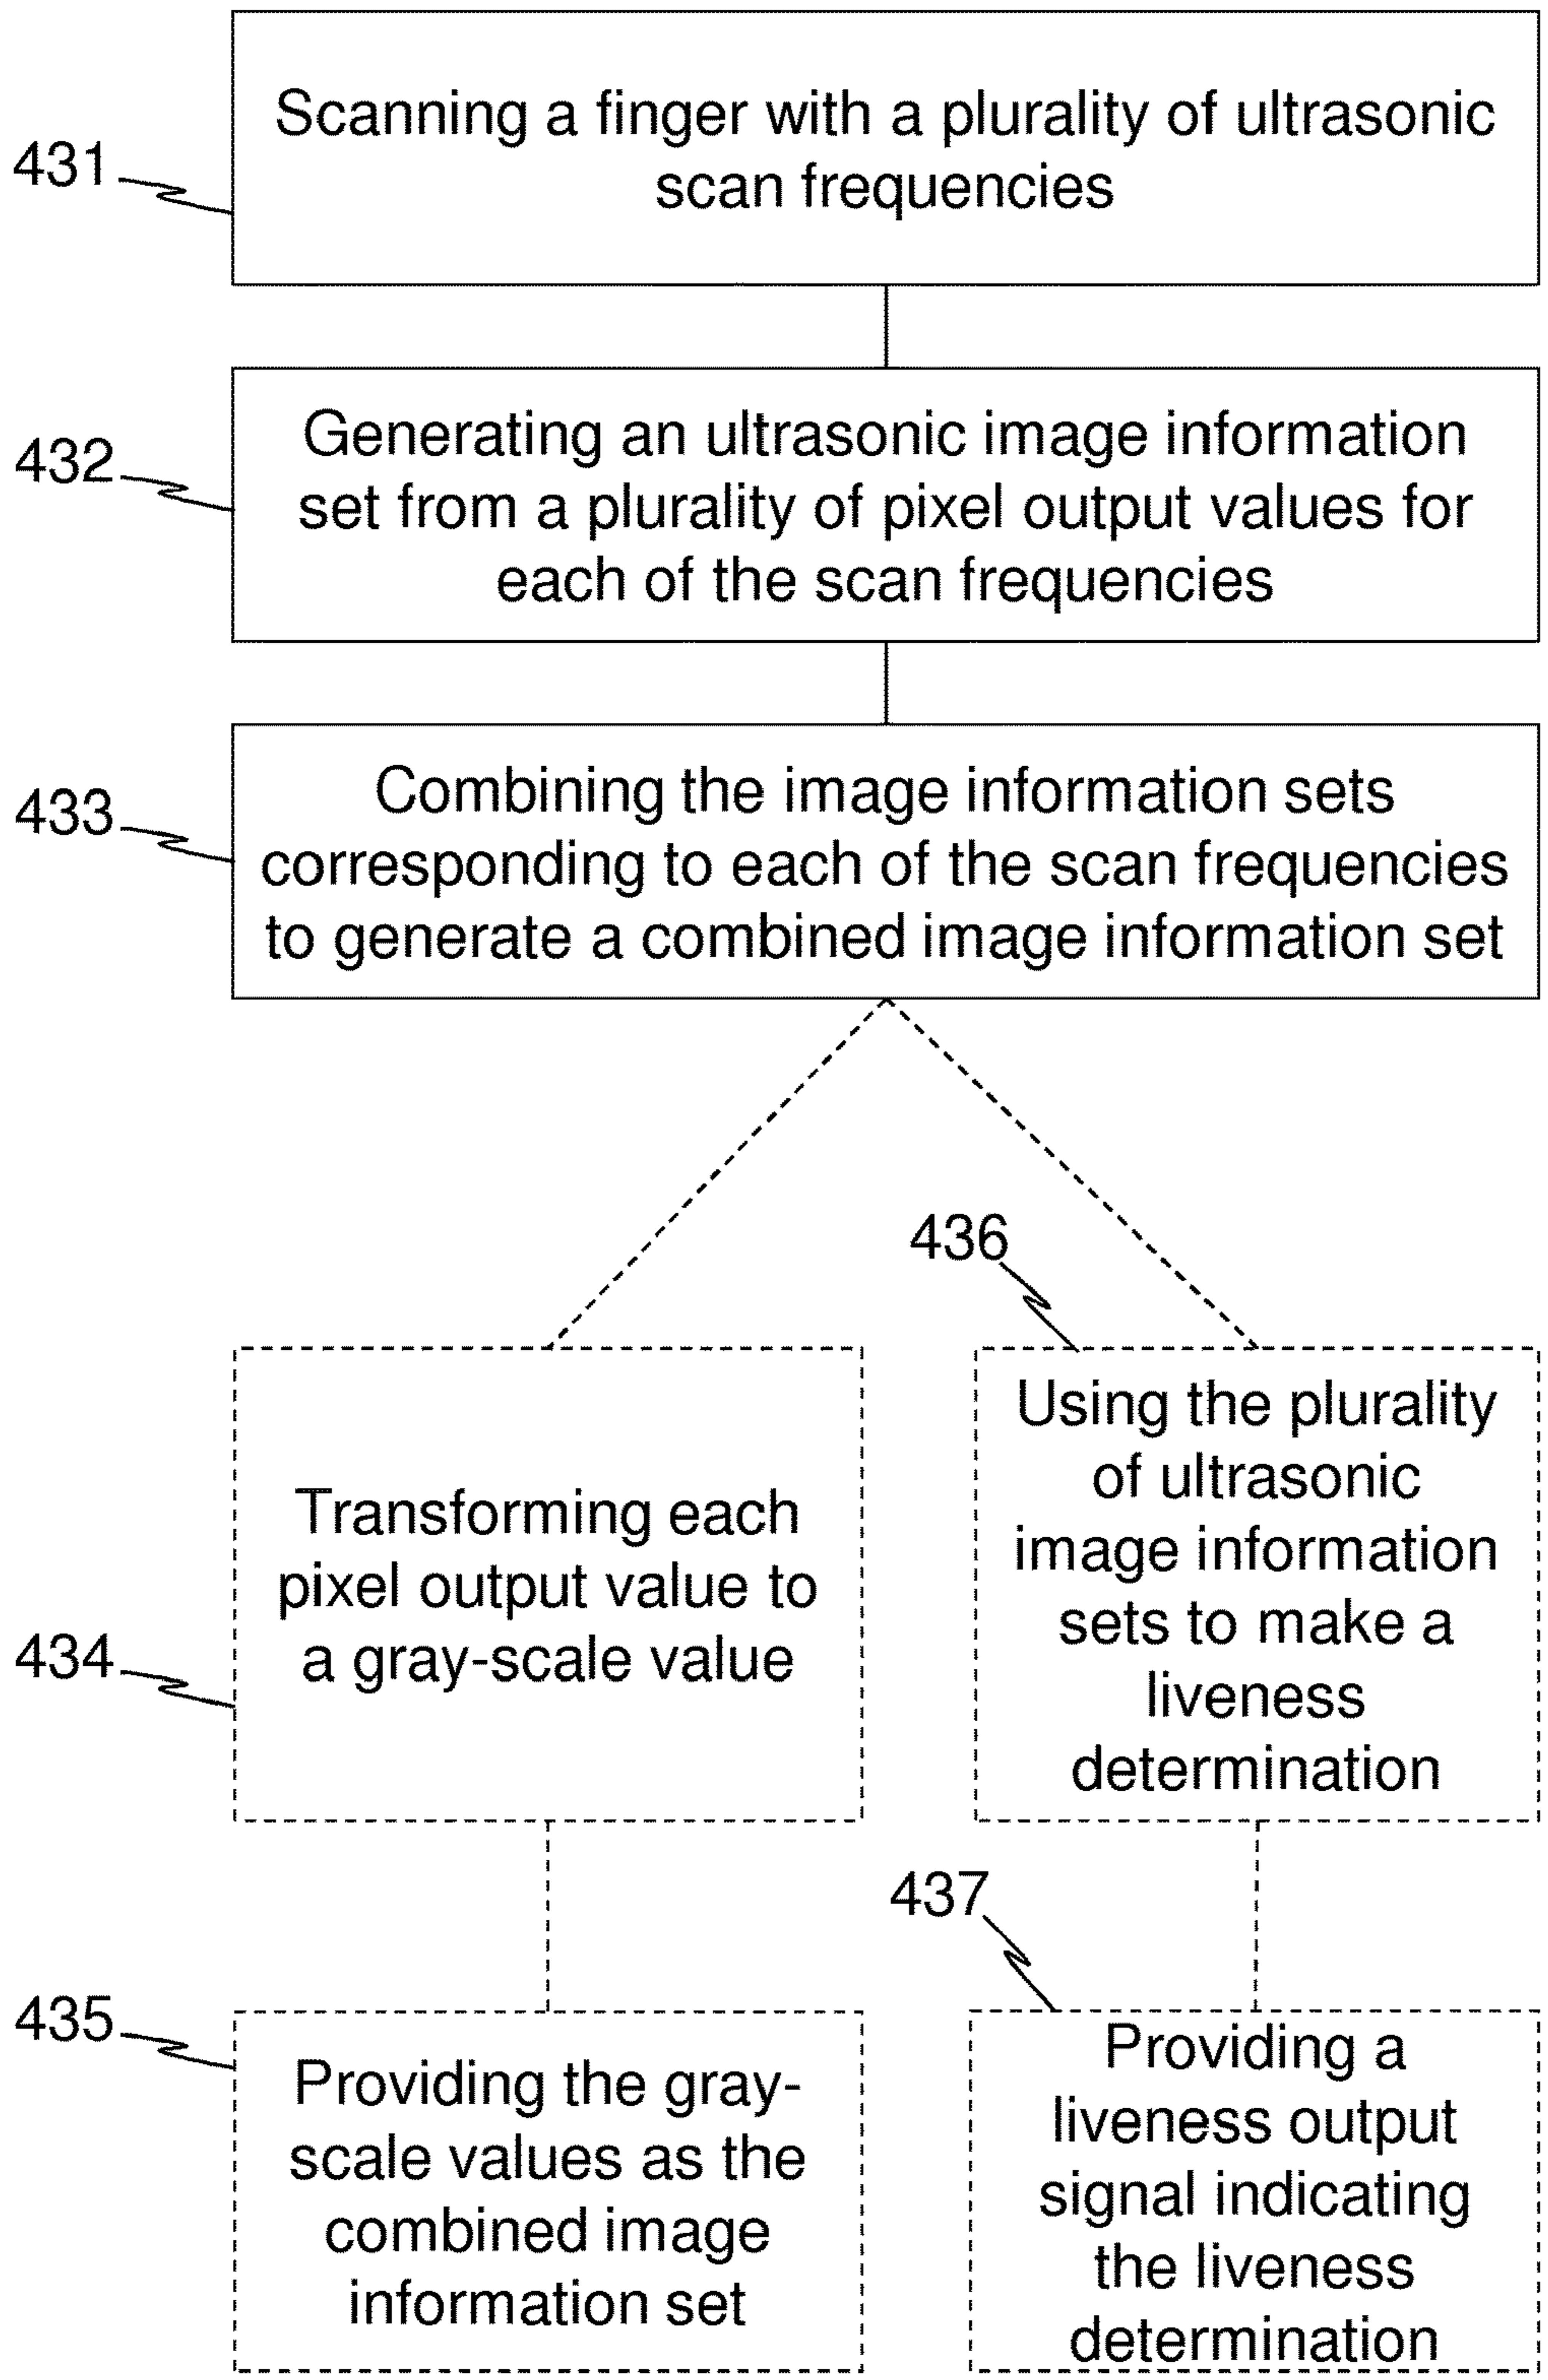 Scanning a finger with a plurality of ultrasonic
scan frequencies
431
Generating an ultrasonic image information
set from a plurality of pixel output values for
each of the scan frequencies
432
Combining the image information sets
corresponding to each of the scan frequencies
to generate a combined image information set
433
Transforming each
pixel output value to
a gray-scale value
434
Providing the gray-
scale values as the
combined image
information set
435
436
Using the plurality
of ultrasonic
image information
sets to make a
liveness
determination
437
Providing a
liveness output
signal indicating
the liveness
determination